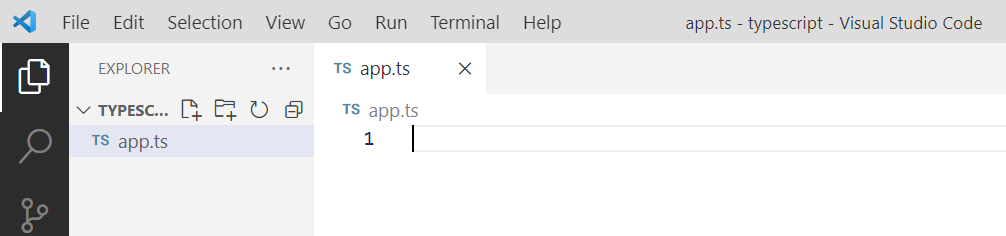 File Edit Selection View Go Run Terminal Help app.ts - typescript - Visual Studio Code
EXPLORER ···
TS app.ts
TYPESC...
TS app.ts
TS app.ts
1